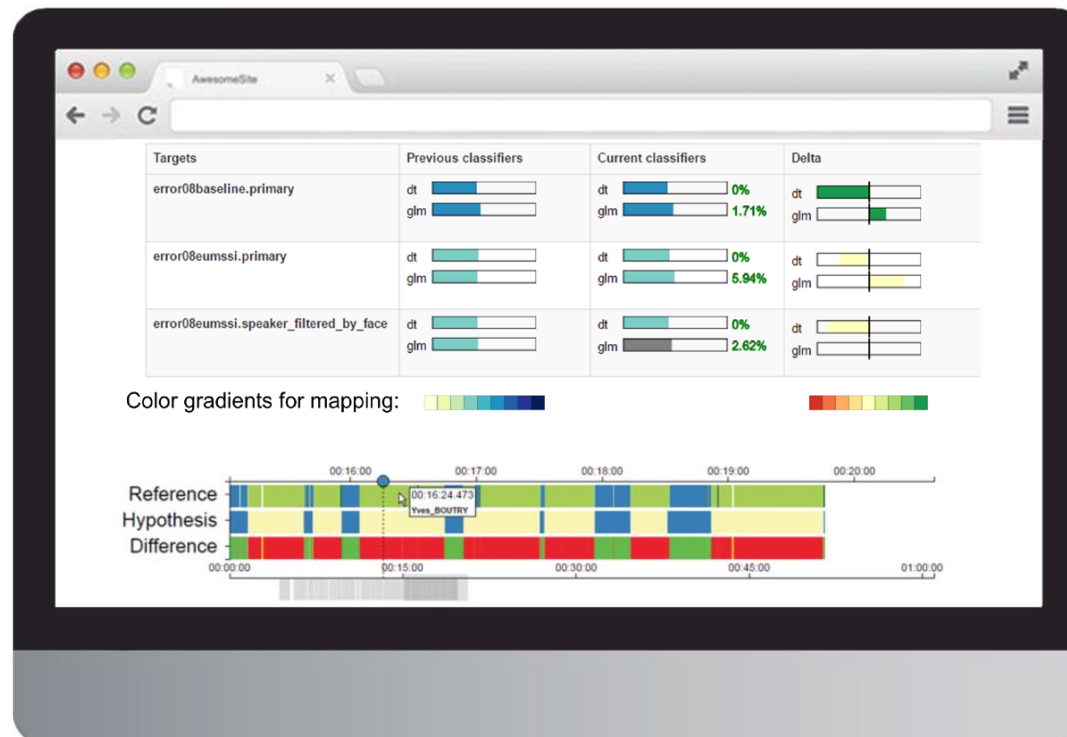 AwesomeSite
Targets Previous classifiers Current classifiers Delta
error08baseline.primary dt dt 0% dt
glm glm 1.71% glm
error08eumssi.primary dt dt 0% dt
glm glm 5.94% glm
error08eumssi.speaker_filtered_by_face dt dt 0% dt
glm glm 2.62% glm
Color gradients for mapping:
00:16:00 00:17:00 00:18:00 00:19:00 00:20:00
Reference 00:16:24.473
Yves_BOUTRY
Hypothesis
Difference
00:00:00 00:15:00 00:30:00 00:45:00 01:00:00